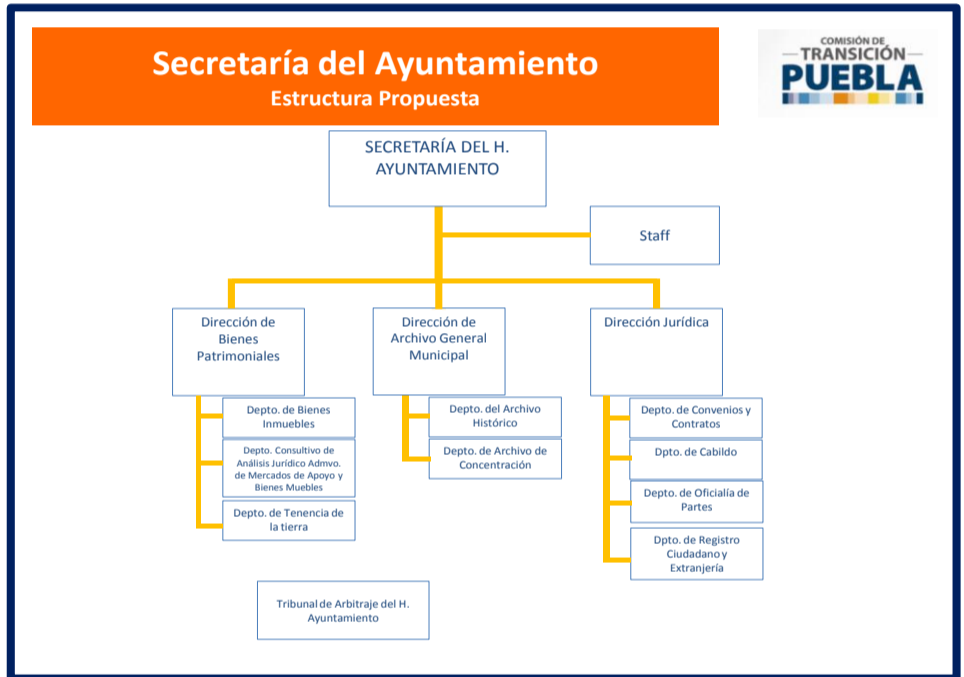 Secretaría del Ayuntamiento
Estructura Propuesta
COMISIÓN DE
TRANSICIÓN
PUEBLA
SECRETARÍA DEL H.
AYUNTAMIENTO
Staff
Dirección de
Bienes
Patrimoniales
Dirección de
Archivo General
Municipal
Dirección Jurídica
Depto. de Bienes
Inmuebles
Depto. Consultivo de
Análisis Jurídico Admvo.
de Mercados de Apoyo y
Bienes Muebles
Depto. de Tenencia de
la tierra
Depto. del Archivo
Histórico
Depto. de Archivo de
Concentración
Depto. de Convenios y
Contratos
Dpto. de Cabildo
Depto. de Oficialía de
Partes
Dpto. de Registro
Ciudadano y
Extranjería
Tribunal de Arbitraje del H.
Ayuntamiento